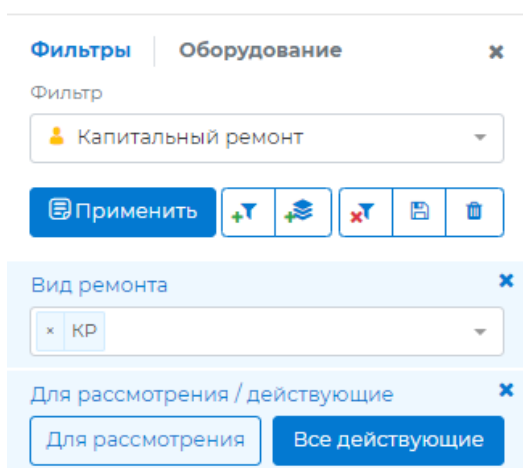 Фильтры Оборудование ×
Фильтр
Капитальный ремонт
Применить
Вид ремонта ×
× КР
Для рассмотрения / действующие ×
Для рассмотрения Все действующие